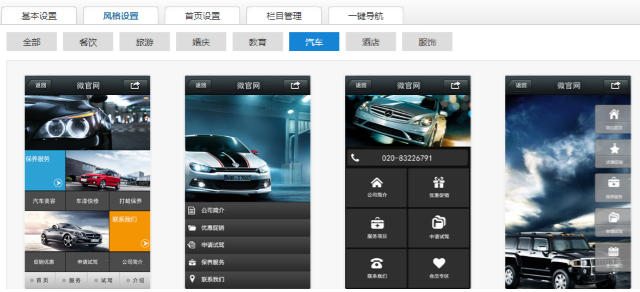 基本设置 风格设置 首页设置 栏目管理 一键导航
全部 餐饮 旅游 婚庆 教育 汽车 酒店 服饰
返回 微官网
返回 微官网
返回 微官网
返回 微官网
保养服务
汽车美容 车漆快修 打蜡保养
联系我们
促销优惠 申请试驾 公司简介
首页 服务 试驾 介绍
公司简介
优惠促销
申请试驾
保养服务
联系我们
020-83226791
公司简介 优惠促销
服务项目 申请试驾
联系我们 会员专区
优惠促销
保养服务
申请试驾